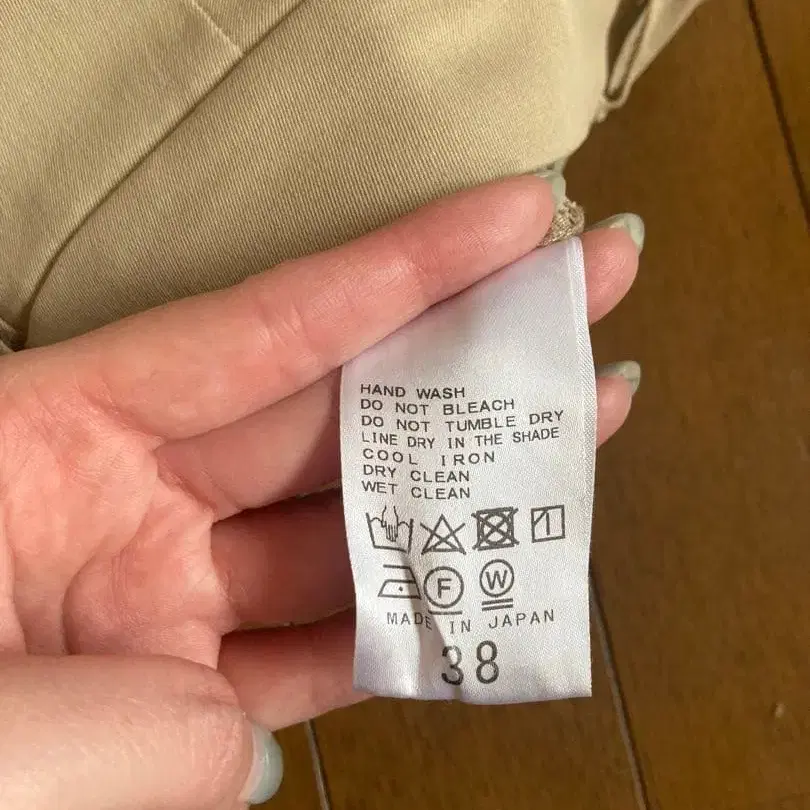 HAND WASH
DO NOT BLEACH
DO NOT TUMBLE DRY
LINE DRY IN THE SHADE
COOL IRON
DRY CLEAN
WET CLEAN
F W
MADE IN JAPAN
38